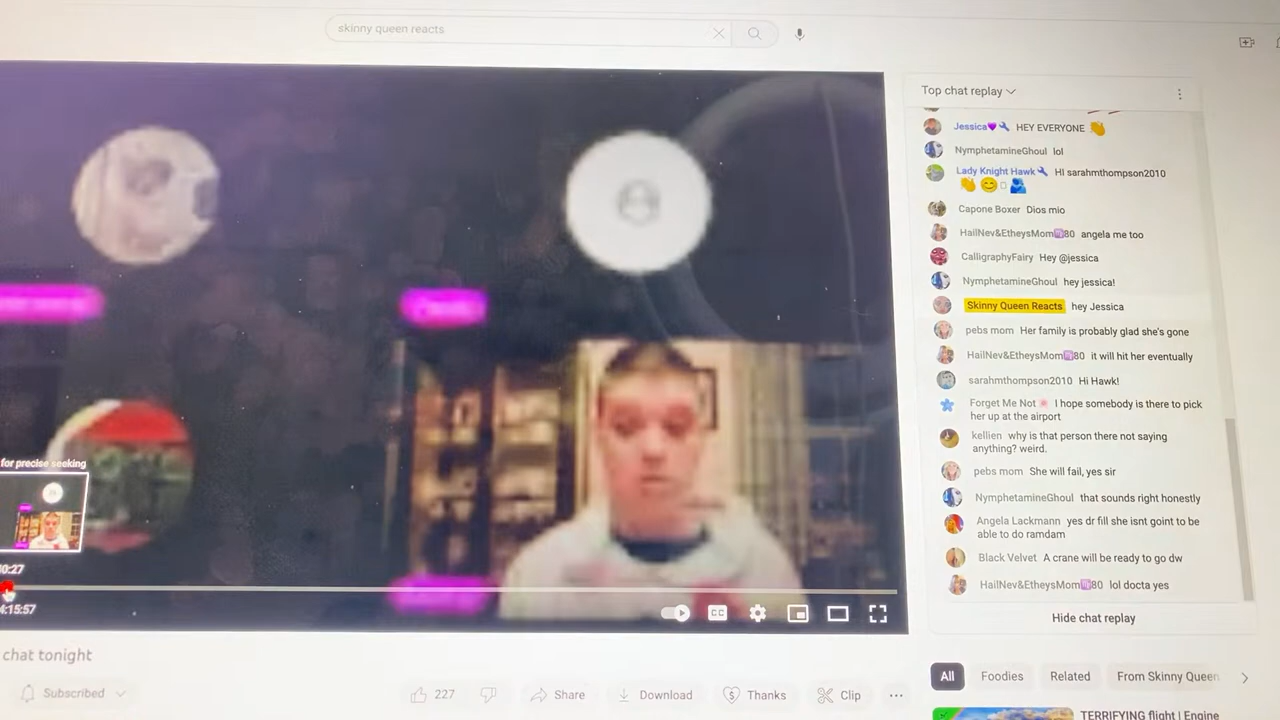 skinny queen reacts
Top chat replay
Jessica💜🔧 HEY EVERYONE 👋
NymphetamineGhoul lol
Lady Knight Hawk🔧 HI sarahmthompson2010
👋😊🫂
Capone Boxer Dios mio
HailNev&EtheysMom♑80 angela me too
CalligraphyFairy Hey @jessica
NymphetamineGhoul hey jessica!
Skinny Queen Reacts hey Jessica
pebs mom Her family is probably glad she's gone
HailNev&EtheysMom♑80 it will hit her eventually
sarahmthompson2010 Hi Hawk!
Forget Me Not🌸 I hope somebody is there to pick
her up at the airport
kellien why is that person there not saying
anything? weird.
pebs mom She will fail, yes sir
NymphetamineGhoul that sounds right honestly
Angela Lackmann yes dr fill she isnt goint to be
able to do ramdam
Black Velvet A crane will be ready to go dw
HailNev&EtheysMom♑80 lol docta yes
Hide chat replay
for precise seeking
0:27
4:15:57
CC
chat tonight
Subscribed
227
Share
Download
Thanks
Clip
All
Foodies
Related
From Skinny Queen
TERRIFYING flight | Engine